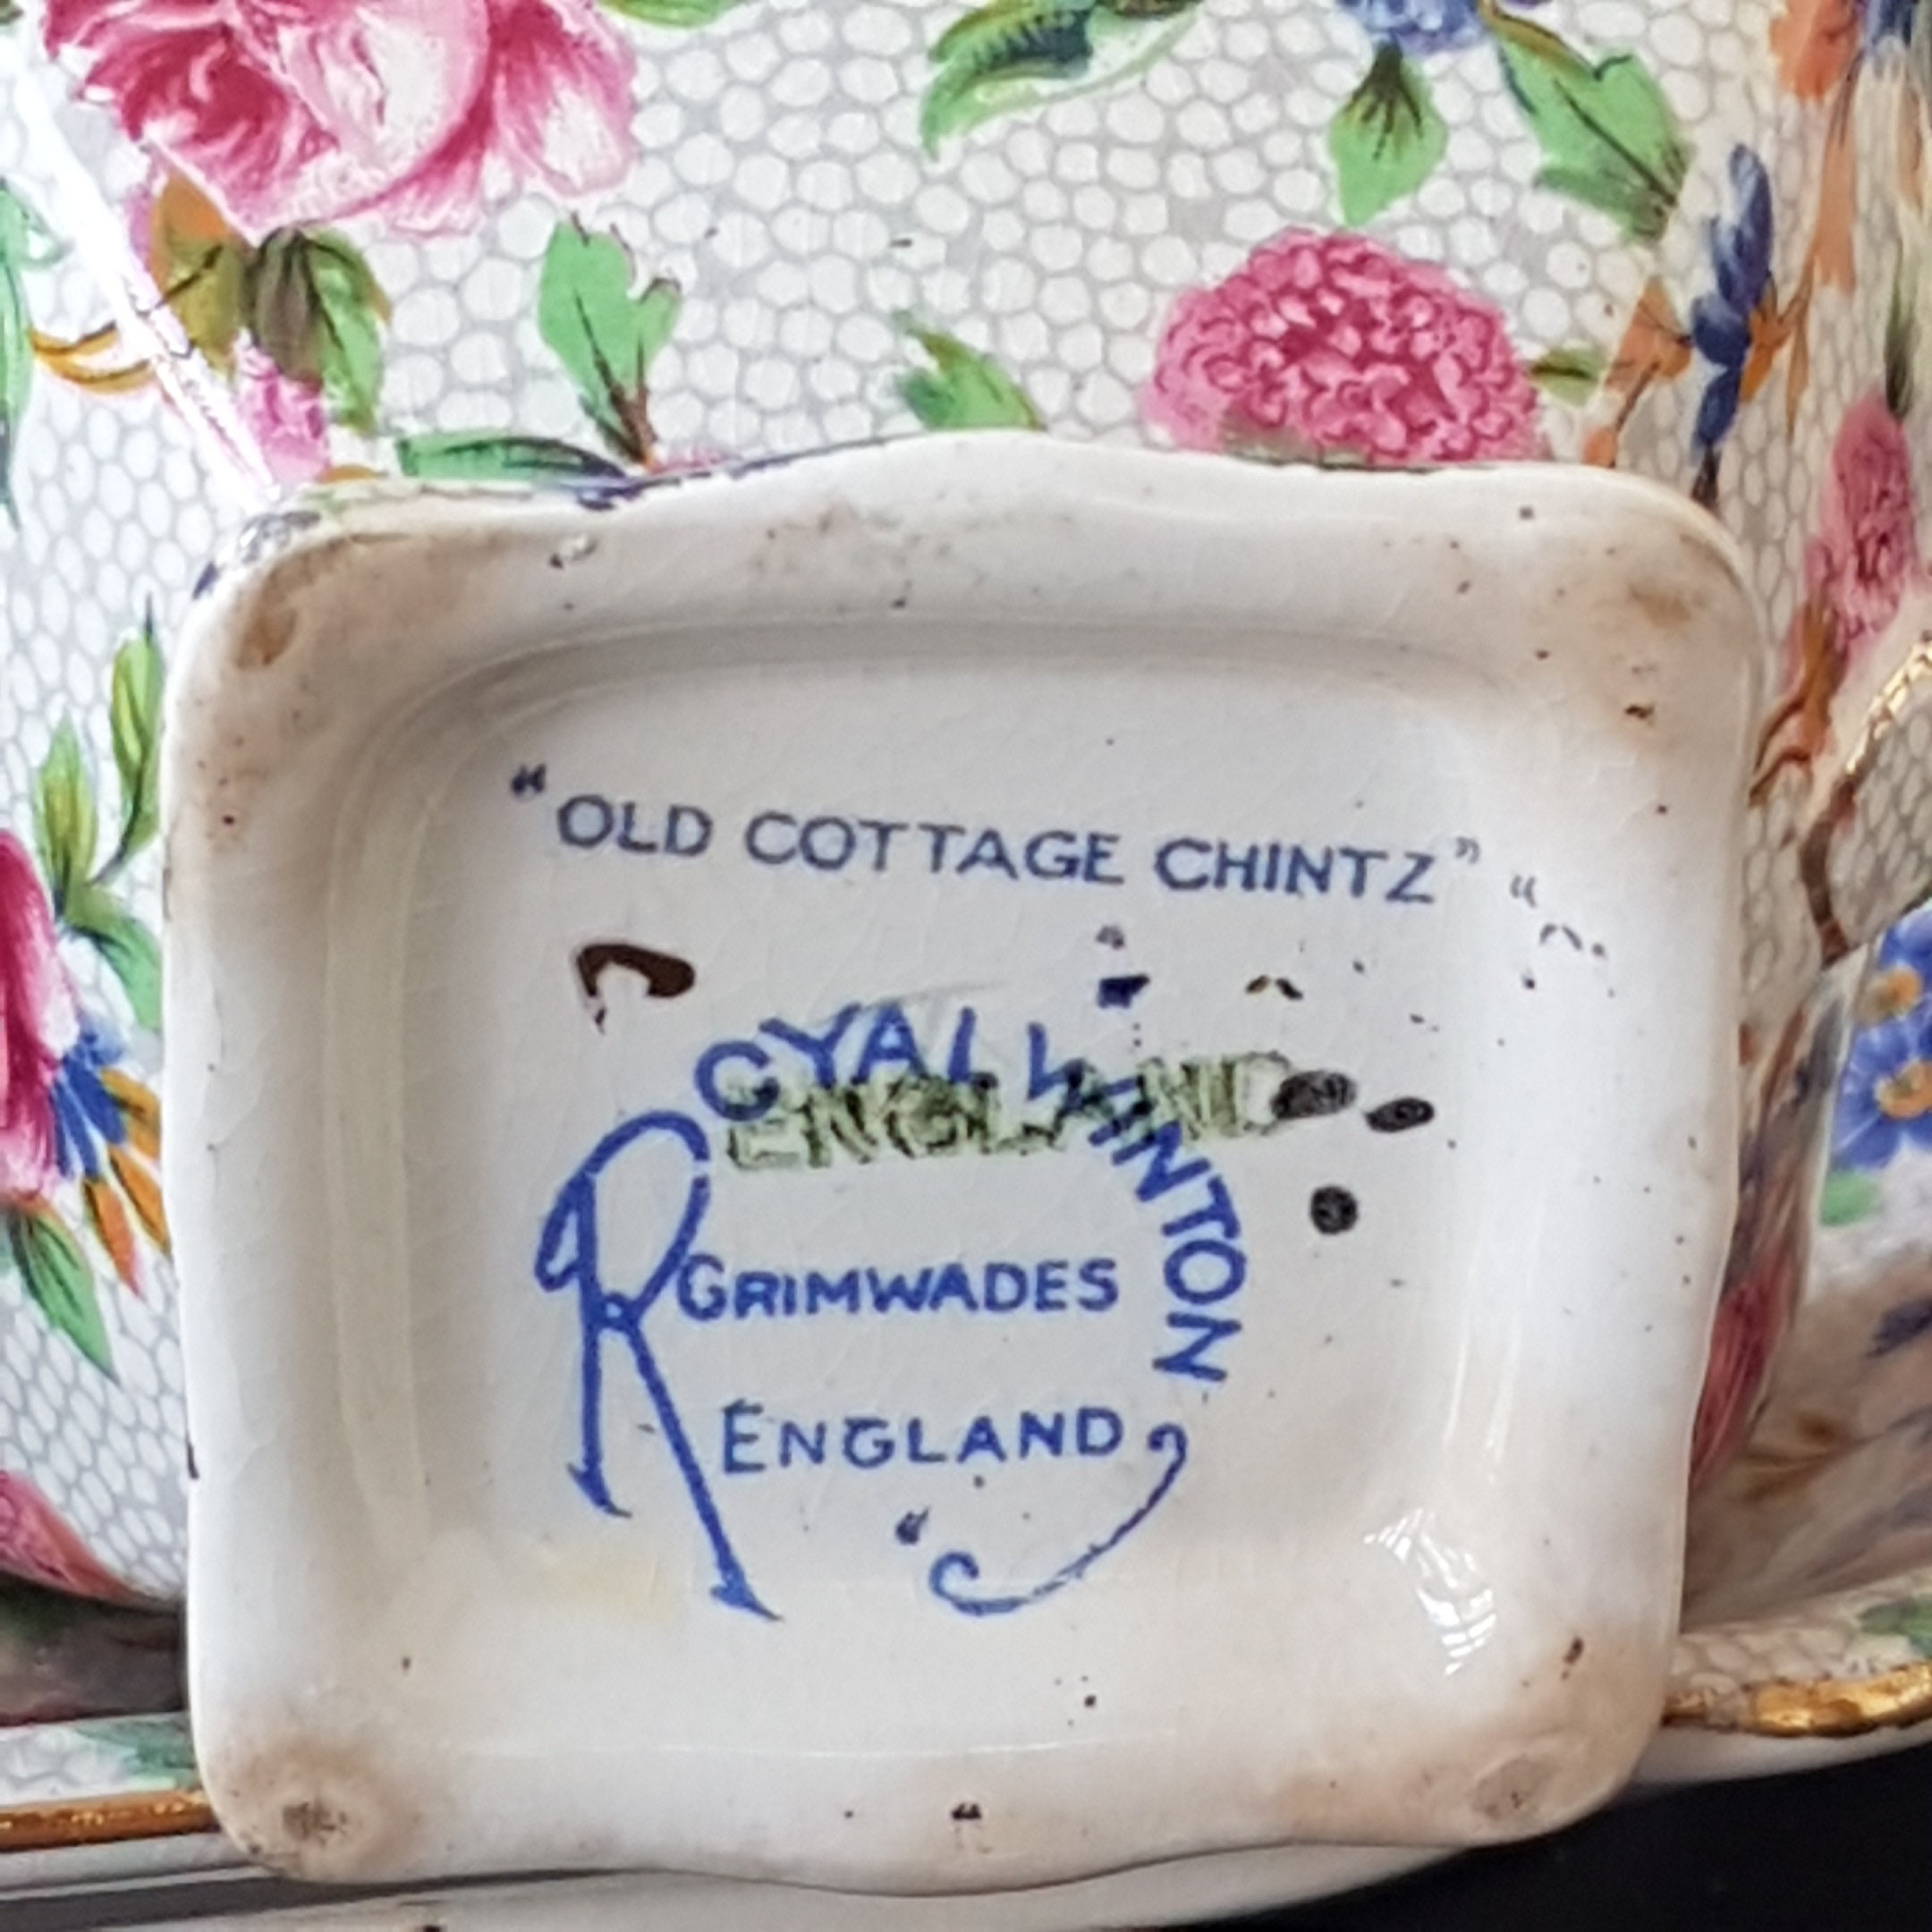 "OLD COTTAGE CHINTZ"
ROYAL WINTON
ENGLAND
GRIMWADES
ENGLAND